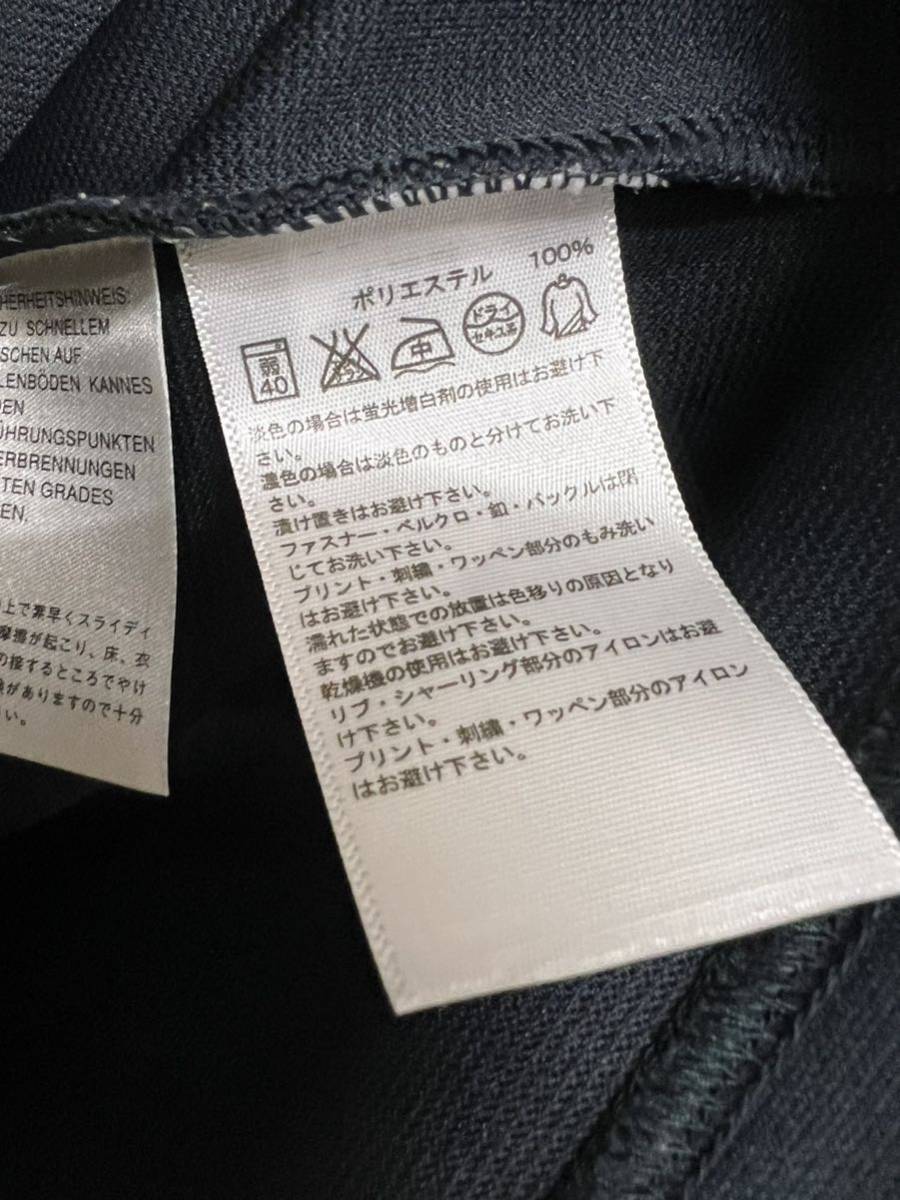 HERHEITSHINWEIS:
ZU SCHNELLEM
SCHEN AUF
LENBÖDEN KANNES
DEN
ÜHRUNGSPUNKTEN
ERBRENNUNGEN
TEN GRADES
EN.
上で素早くスライディ
摩擦が起こり、床、衣
の接するところでやけ
がありますので十分
い。
ポリエステル 100%
弱
40
中
ドライ
セキユ系
淡色の場合は蛍光増白剤の使用はお避け下
さい。
濃色の場合は淡色のものと分けてお洗い下
さい。
漬け置きはお避け下さい。
ファスナー・ベルクロ・釦・バックルは閉
じてお洗い下さい。
プリント・刺繍・ワッペン部分のもみ洗い
はお避け下さい。
濡れた状態での放置は色移りの原因となり
ますのでお避け下さい。
乾燥機の使用はお避け下さい。
リブ・シャーリング部分のアイロンはお避
け下さい。
プリント・刺繍・ワッペン部分のアイロン
はお避け下さい。